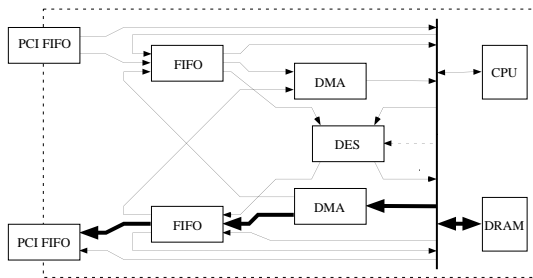 PCI FIFO
FIFO
DMA
CPU
DES
DMA
FIFO
DRAM
PCI FIFO